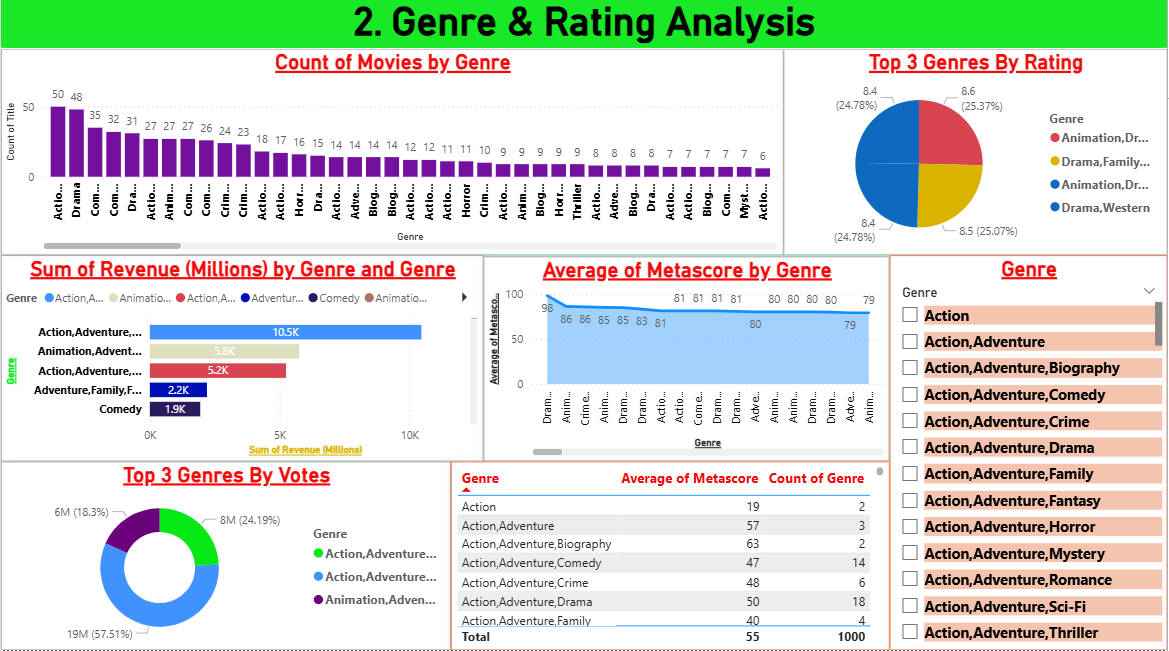 2. Genre & Rating Analysis
Count of Movies by Genre
Count of Title
50
0
50 48 35 32 31 27 27 27 26 24 23 18 17 16 15 14 14 14 14 12 12 11 11 10 9 9 9 9 9 8 8 8 8 7 7 7 7 7 6
Actio... Drama Com... Com... Dra... Actio... Anim... Com... Com... Crim... Crim... Actio... Actio... Horr... Dra... Actio... Adve... Biog... Biog... Actio... Actio... Actio... Horror Crim... Actio... Anim... Biog... Horr... Thriller Actio... Adve... Biog... Dra... Actio... Actio... Biog... Com... Myst... Actio...
Genre
Top 3 Genres By Rating
8.4
(24.78%)
8.6
(25.37%)
8.4
(24.78%)
8.5 (25.07%)
Genre
Animation,Dr...
Drama,Family...
Animation,Dr...
Drama,Western
Sum of Revenue (Millions) by Genre and Genre
Genre Action,A... Animatio... Action,A... Adventur... Comedy Animatio...
Genre
Action,Adventure,... 10.5K
Animation,Advent... 5.8K
Action,Adventure,... 5.2K
Adventure,Family,F... 2.2K
Comedy 1.9K
0K 5K 10K
Sum of Revenue (Millions)
Average of Metascore by Genre
Average of Metasco...
100
50
0
98 86 86 85 85 83 81 81 81 81 81 80 80 80 80 80 79 79
Dram... Anim... Crime... Anim... Dram... Dram... Actio... Actio... Come... Dram... Dram... Adve... Anim... Anim... Dram... Dram... Adve... Anim...
Genre
Genre
Genre
Action
Action,Adventure
Action,Adventure,Biography
Action,Adventure,Comedy
Action,Adventure,Crime
Action,Adventure,Drama
Action,Adventure,Family
Action,Adventure,Fantasy
Action,Adventure,Horror
Action,Adventure,Mystery
Action,Adventure,Romance
Action,Adventure,Sci-Fi
Action,Adventure,Thriller
Top 3 Genres By Votes
6M (18.3%)
8M (24.19%)
19M (57.51%)
Genre
Action,Adventure...
Action,Adventure...
Animation,Adven...
Genre Average of Metascore Count of Genre
Action 19 2
Action,Adventure 57 3
Action,Adventure,Biography 63 2
Action,Adventure,Comedy 47 14
Action,Adventure,Crime 48 6
Action,Adventure,Drama 50 18
Action,Adventure,Family 40 4
Total 55 1000